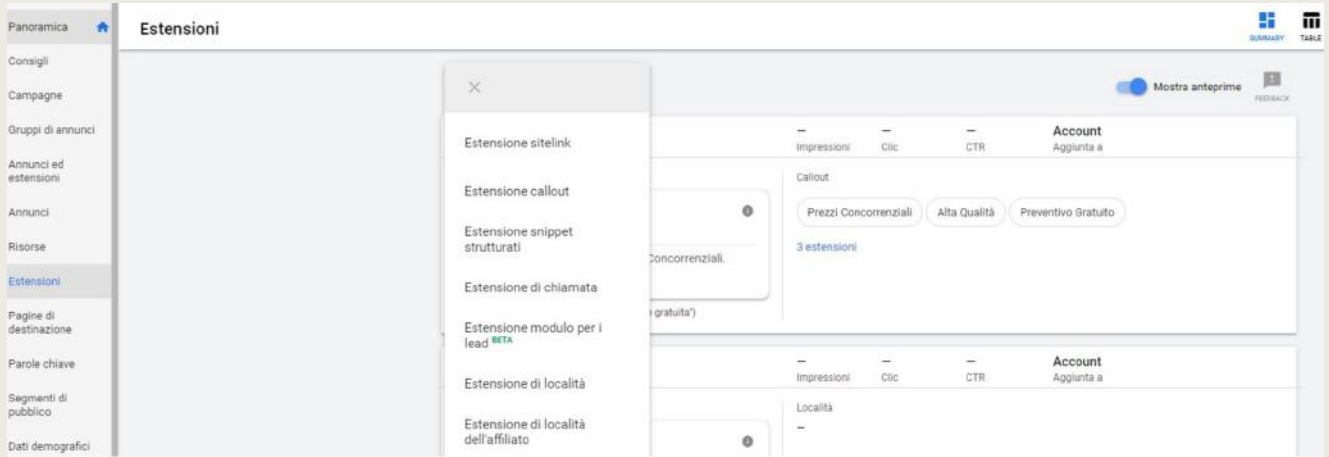 Panoramica
Estensioni
SUMMARY
TABLE
Consigli
Campagne
Gruppi di annunci
Annunci ed
estensioni
Annunci
Risorse
Estensioni
Pagine di
destinazione
Parole chiave
Segmenti di
pubblico
Dati demografici
Estensione sitelink
Estensione callout
Estensione snippet
strutturati
Estensione di chiamata
Estensione modulo per i
lead BETA
Estensione di località
Estensione di località
dell'affiliato
Mostra anteprime
FEEDBACK
– – – Account
Impressioni Clic CTR Aggiunta a
Callout
Prezzi Concorrenziali Alta Qualità Preventivo Gratuito
3 estensioni
Concorrenziali.
gratuita")
– – – Account
Impressioni Clic CTR Aggiunta a
Località
–